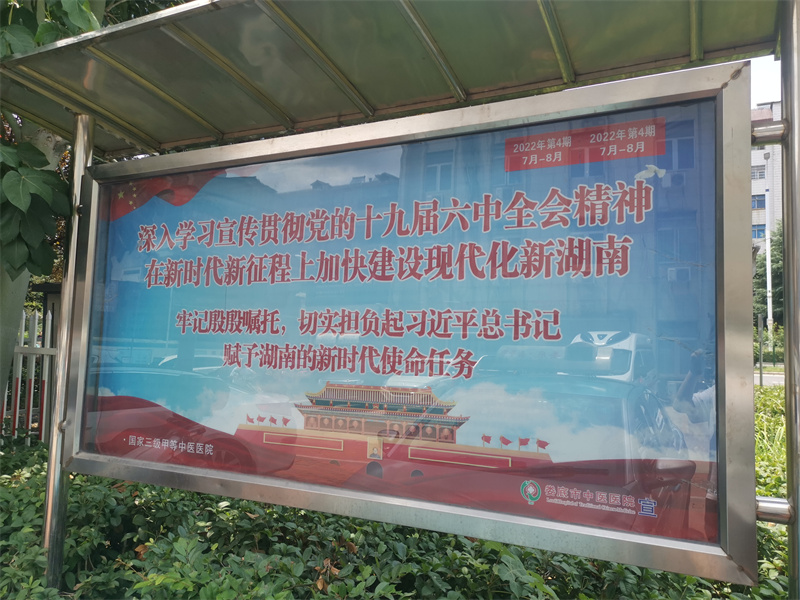 2022年第4期 2022年第4期
7月-8月 7月-8月
深入学习宣传贯彻党的十九届六中全会精神
在新时代新征程上加快建设现代化新湖南
牢记殷殷嘱托，切实担负起习近平总书记
赋予湖南的新时代使命任务
·国家三级甲等中医医院
娄底市中医医院 宣